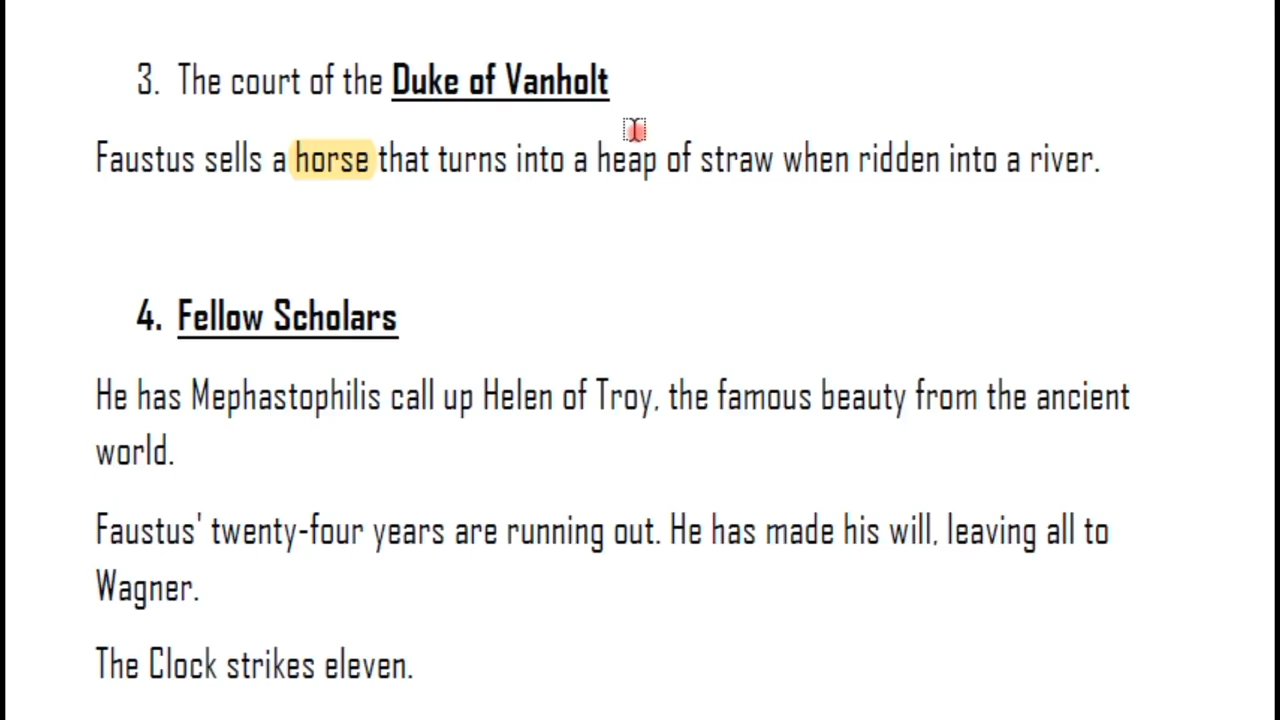 3. The court of the Duke of Vanholt
Faustus sells a horse that turns into a heap of straw when ridden into a river.
4. Fellow Scholars
He has Mephastophilis call up Helen of Troy, the famous beauty from the ancient
world.
Faustus' twenty-four years are running out. He has made his will, leaving all to
Wagner.
The Clock strikes eleven.